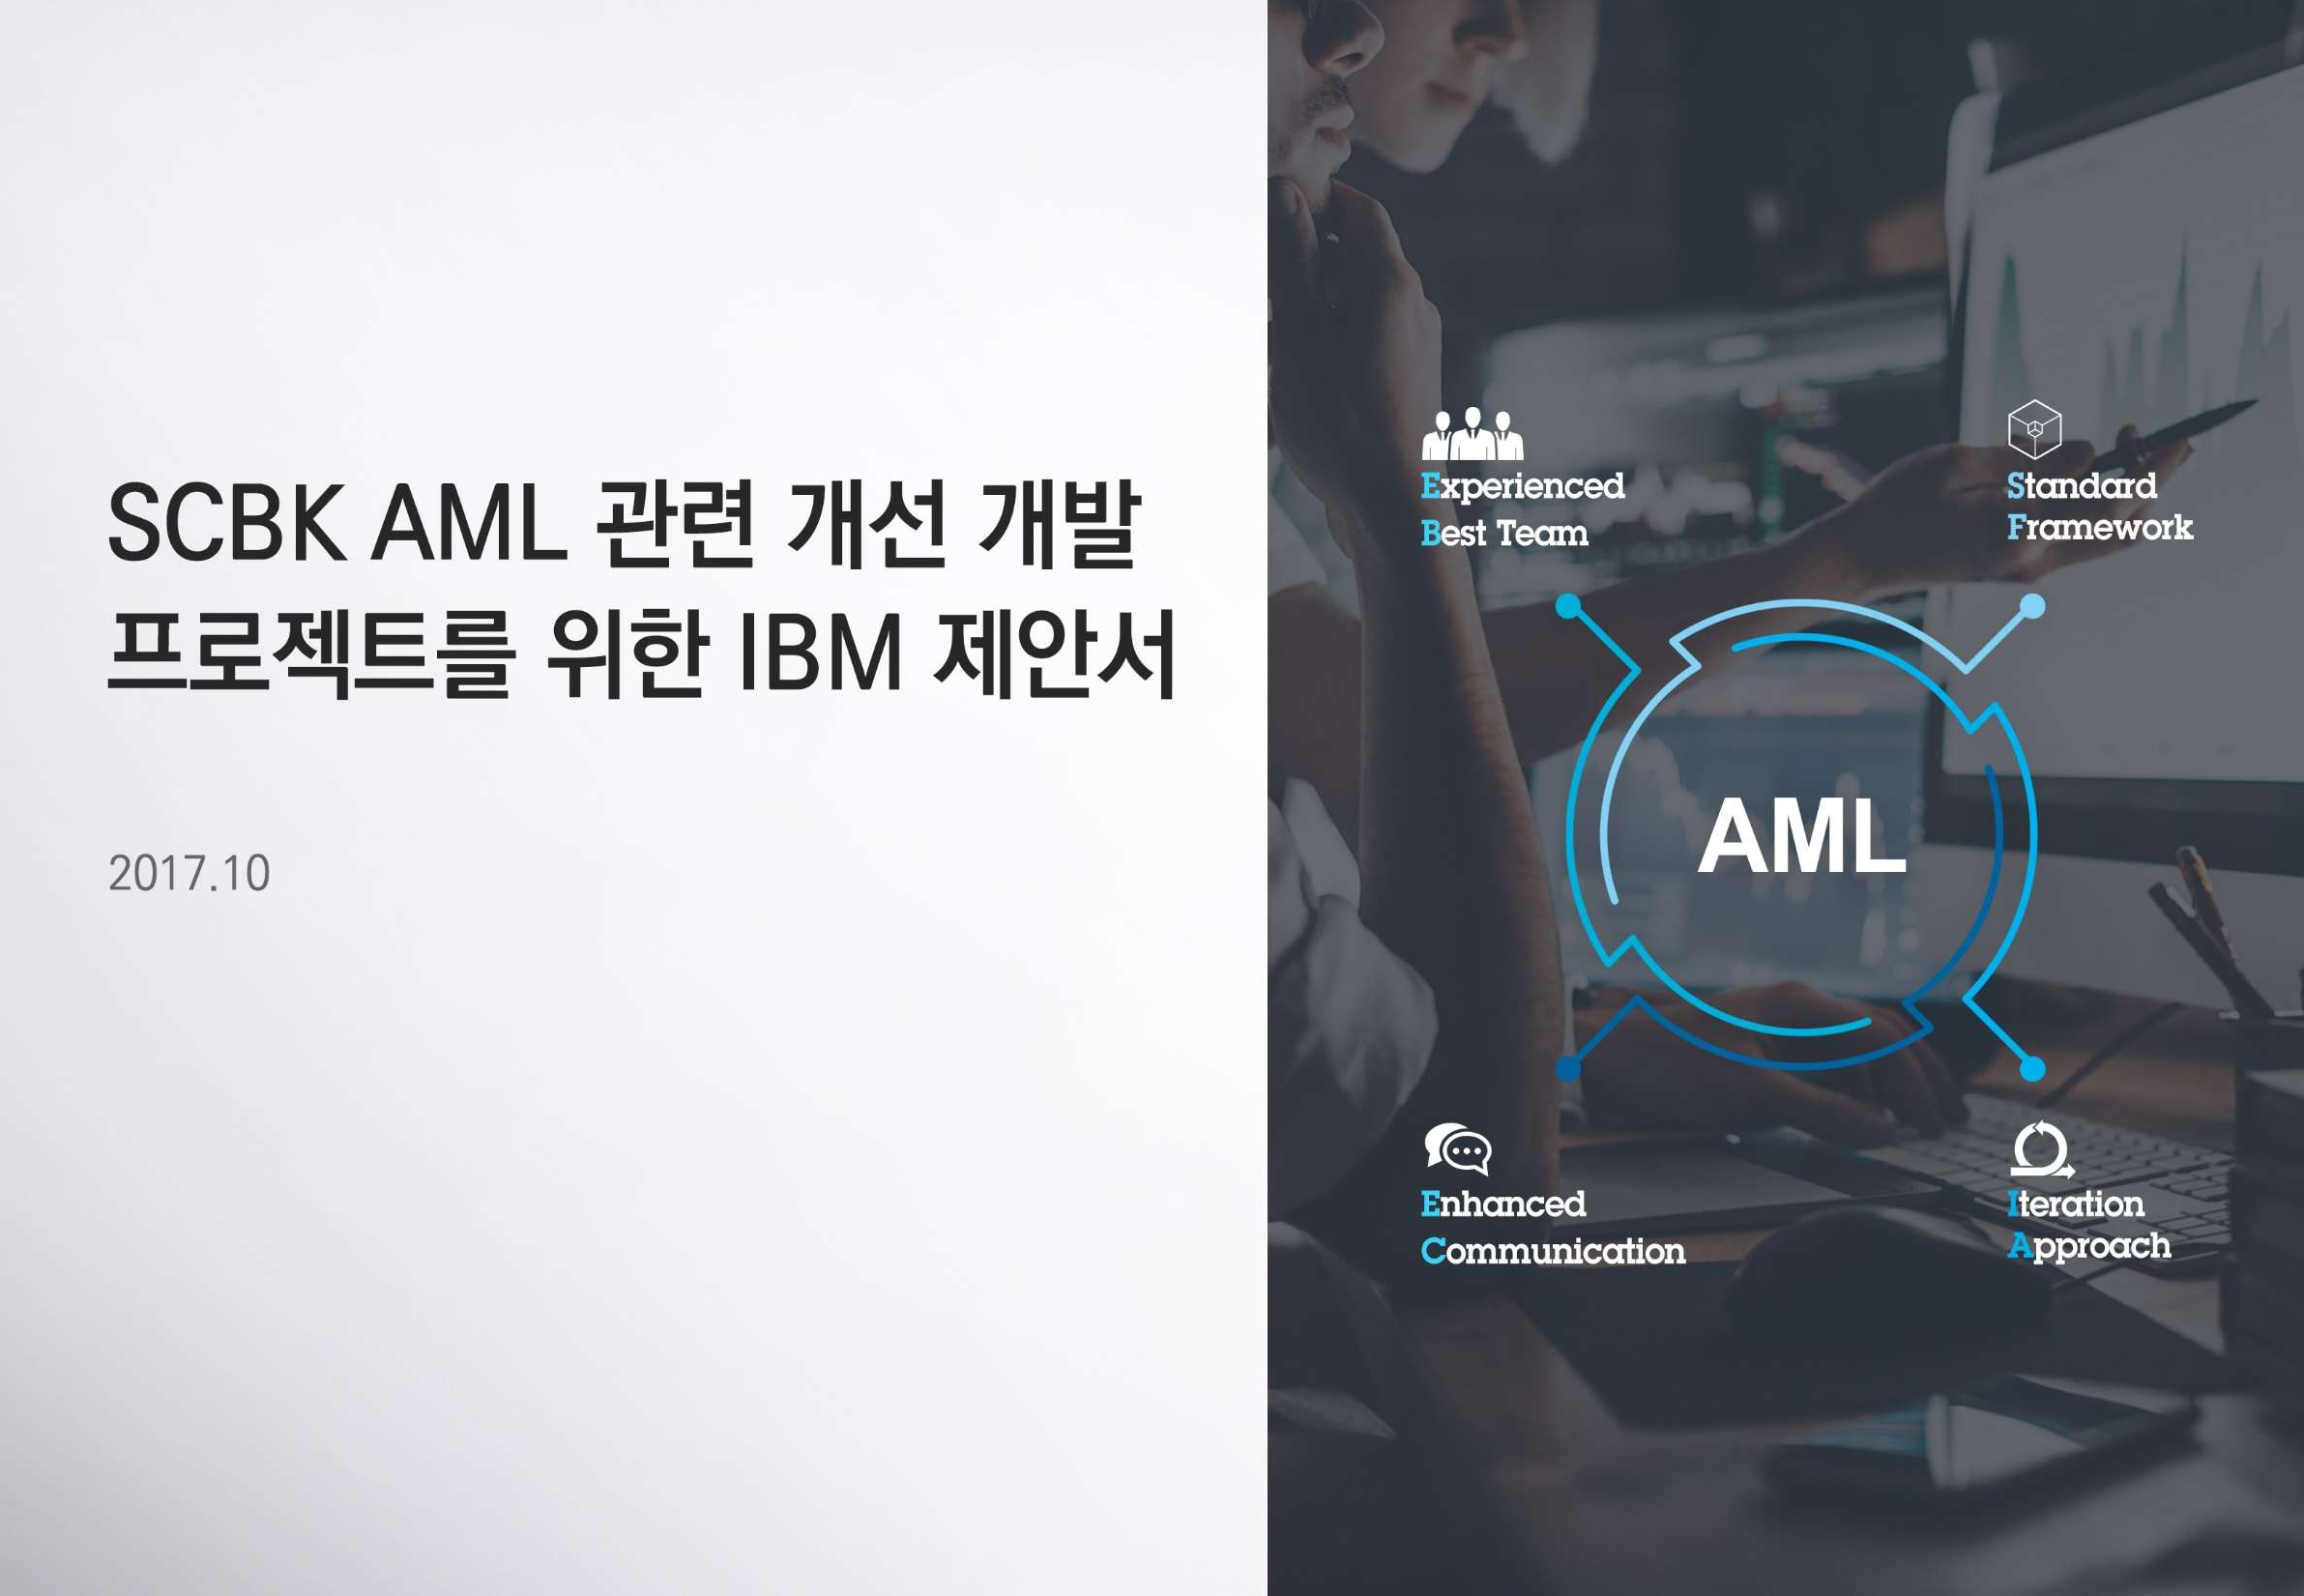 SCBK AML 관련 개선 개발
프로젝트를 위한 IBM 제안서
2017.10
Experienced
Best Team
Standard
Framework
AML
Enhanced
Communication
Iteration
Approach